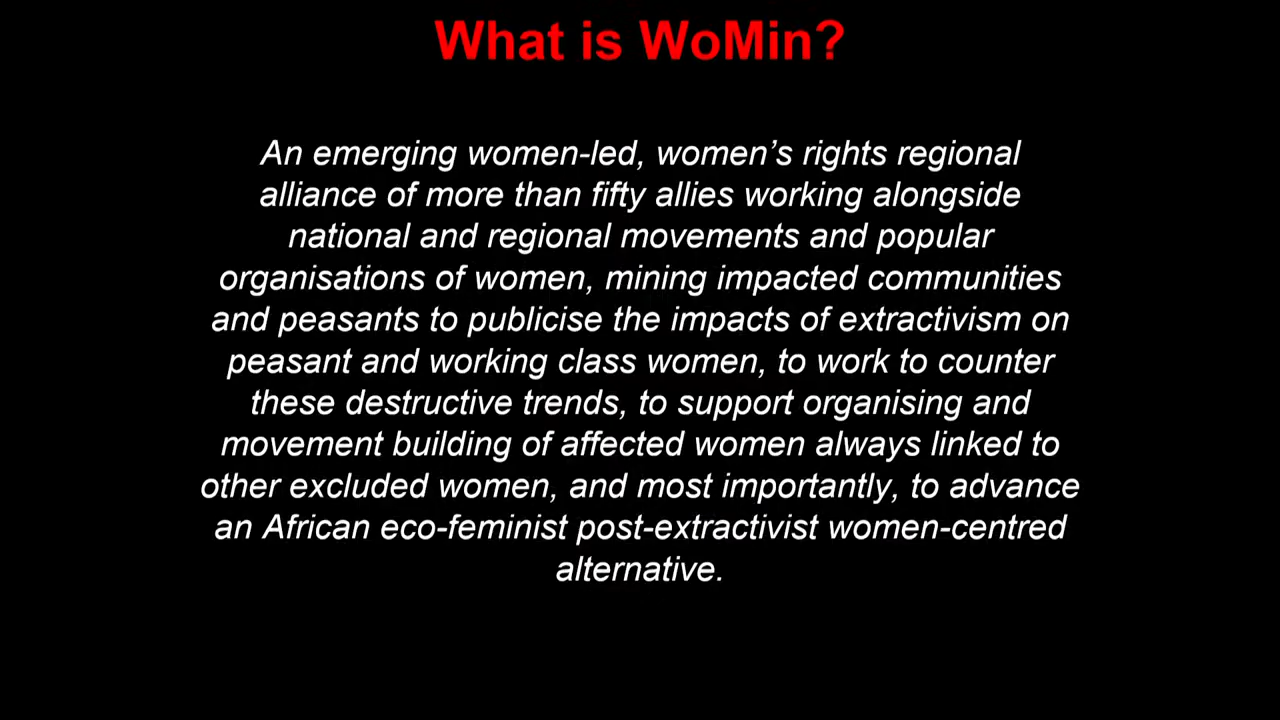 What is WoMin?
An emerging women-led, women’s rights regional
alliance of more than fifty allies working alongside
national and regional movements and popular
organisations of women, mining impacted communities
and peasants to publicise the impacts of extractivism on
peasant and working class women, to work to counter
these destructive trends, to support organising and
movement building of affected women always linked to
other excluded women, and most importantly, to advance
an African eco-feminist post-extractivist women-centred
alternative.